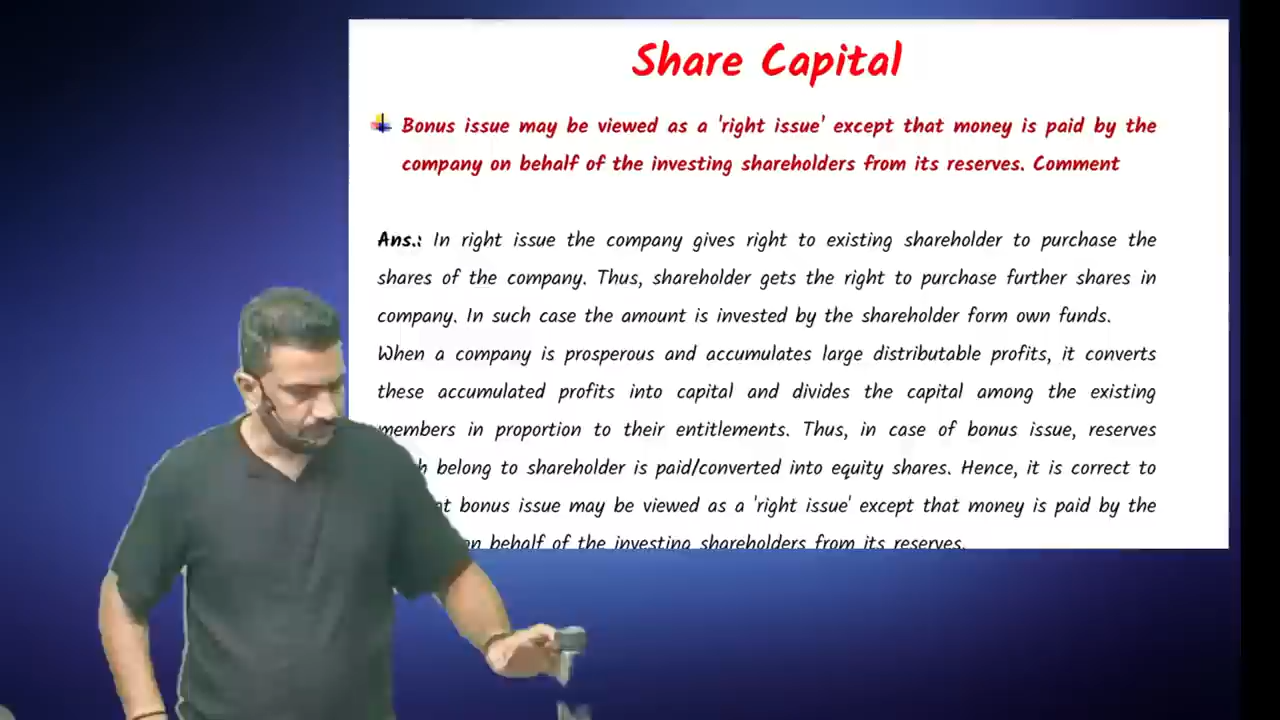 Share Capital
Bonus issue may be viewed as a 'right issue' except that money is paid by the
company on behalf of the investing shareholders from its reserves. Comment
Ans.: In right issue the company gives right to existing shareholder to purchase the
shares of the company. Thus, shareholder gets the right to purchase further shares in
company. In such case the amount is invested by the shareholder form own funds.
When a company is prosperous and accumulates large distributable profits, it converts
these accumulated profits into capital and divides the capital among the existing
members in proportion to their entitlements. Thus, in case of bonus issue, reserves
belong to shareholder is paid/converted into equity shares. Hence, it is correct to
bonus issue may be viewed as a 'right issue' except that money is paid by the
on behalf of the investing shareholders from its reserves.